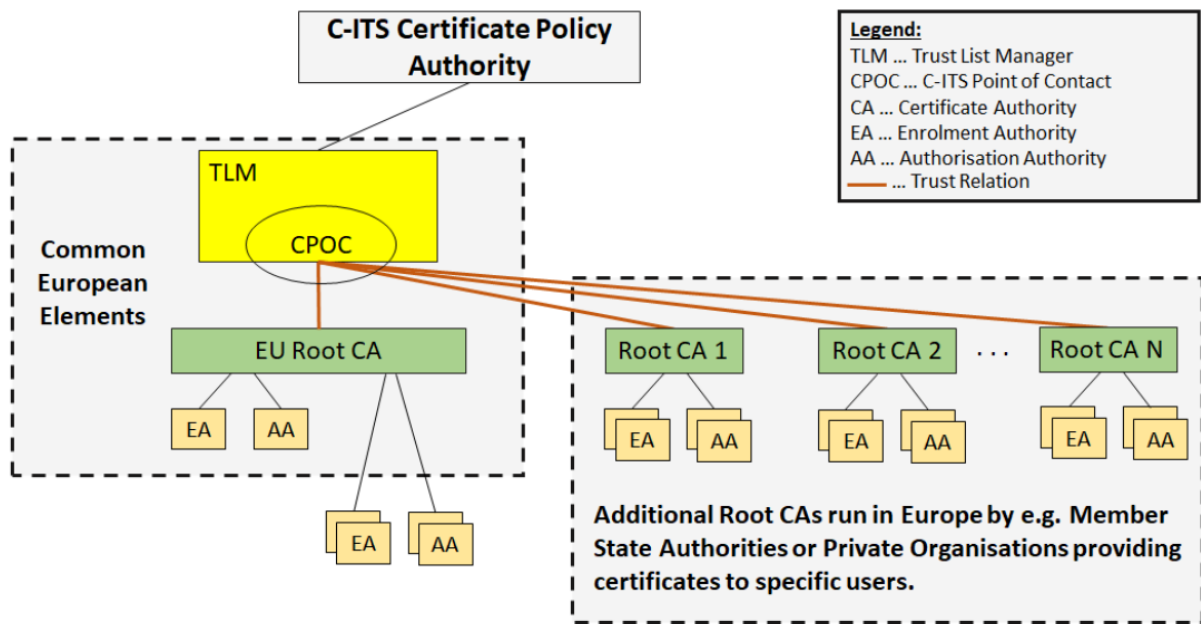 C-ITS Certificate Policy
Authority
Legend:
TLM ... Trust List Manager
CPOC ... C-ITS Point of Contact
CA ... Certificate Authority
EA ... Enrolment Authority
AA ... Authorisation Authority
... Trust Relation
TLM
CPOC
Common
European
Elements
EU Root CA
EA
AA
EA
AA
Root CA 1
Root CA 2
. . .
Root CA N
EA
AA
EA
AA
EA
AA
Additional Root CAs run in Europe by e.g. Member
State Authorities or Private Organisations providing
certificates to specific users.